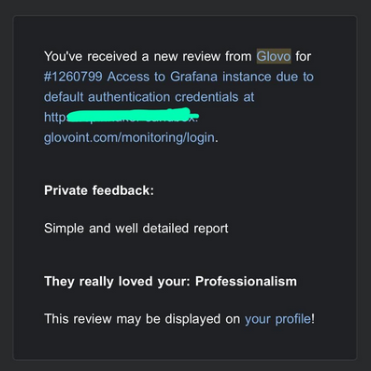 You've received a new review from Glovo for
#1260799 Access to Grafana instance due to
default authentication credentials at
http
glovoint.com/monitoring/login.
Private feedback:
Simple and well detailed report
They really loved your: Professionalism
This review may be displayed on your profile!